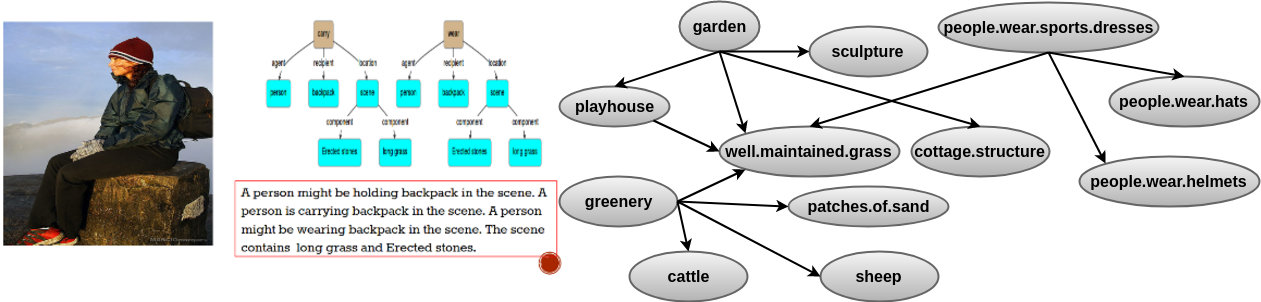 carry
wear
agent
recipient
location
agent
recipient
location
person
backpack
scene
person
backpack
scene
component
component
component
component
Erected stones
long grass
Erected stones
long grass
A person might be holding backpack in the scene. A
person is carrying backpack in the scene. A person
might be wearing backpack in the scene. The scene
contains long grass and Erected stones.
garden
people.wear.sports.dresses
sculpture
playhouse
people.wear.hats
well.maintained.grass
cottage.structure
people.wear.helmets
greenery
patches.of.sand
cattle
sheep